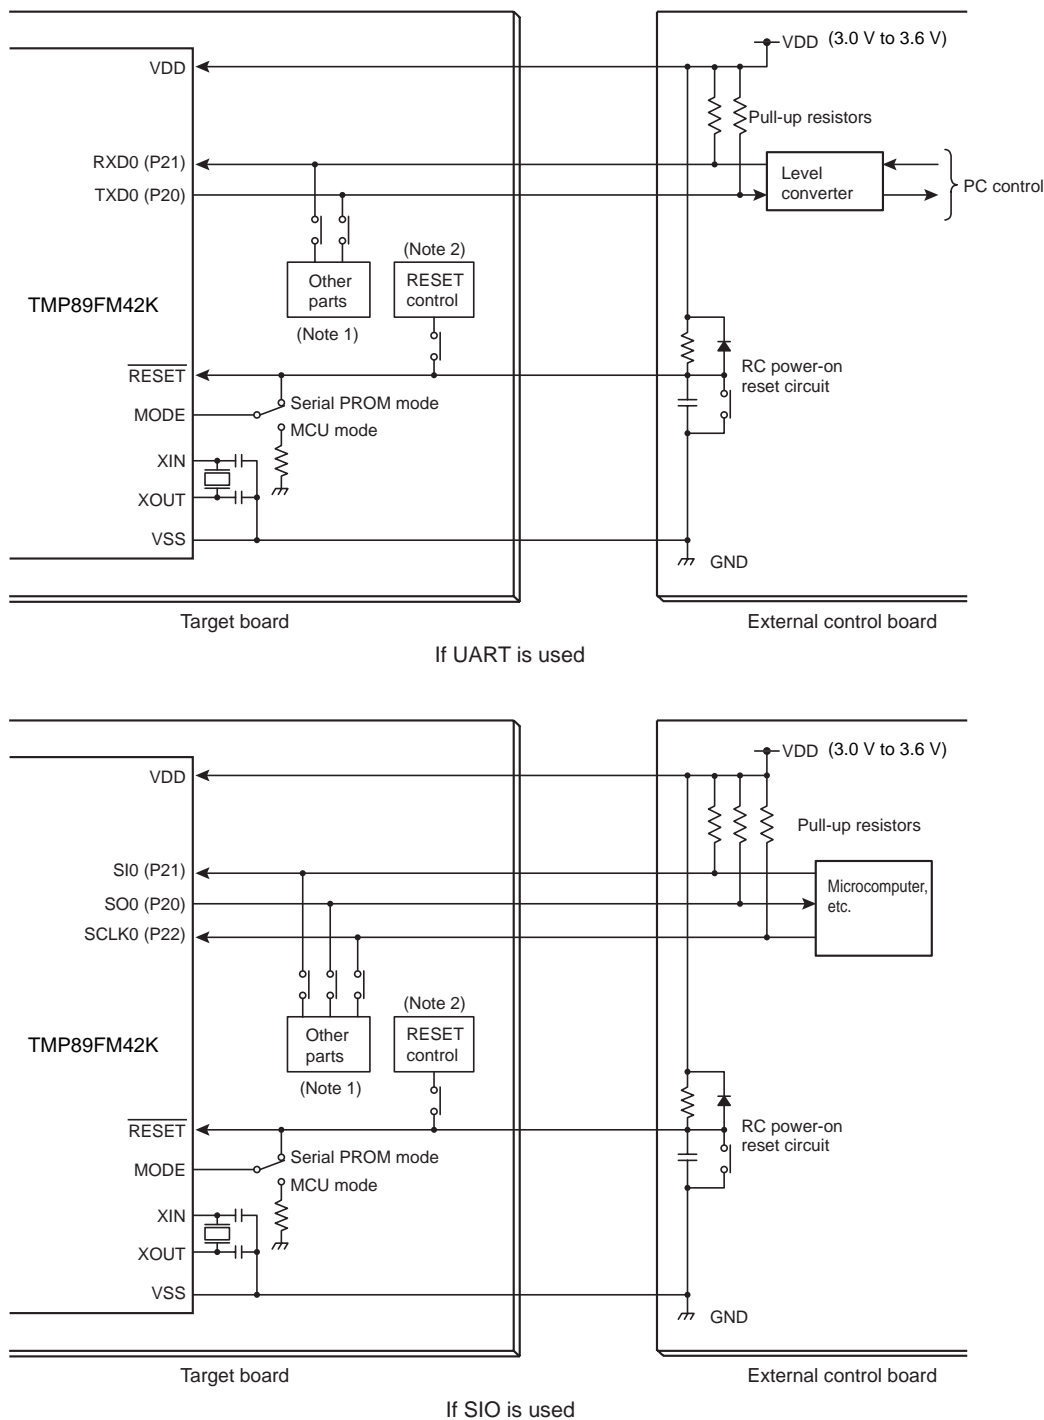 VDD (3.0 V to 3.6 V)
VDD
Pull-up resistors
RXD0 (P21)
TXD0 (P20)
Level
converter
PC control
(Note 2)
Other
parts
RESET
control
TMP89FM42K
(Note 1)
RESET
RC power-on
reset circuit
MODE
Serial PROM mode
MCU mode
XIN
XOUT
VSS
GND
Target board
External control board
If UART is used
VDD (3.0 V to 3.6 V)
VDD
Pull-up resistors
SI0 (P21)
SO0 (P20)
SCLK0 (P22)
Microcomputer,
etc.
(Note 2)
Other
parts
RESET
control
TMP89FM42K
(Note 1)
RESET
RC power-on
reset circuit
MODE
Serial PROM mode
MCU mode
XIN
XOUT
VSS
GND
Target board
External control board
If SIO is used